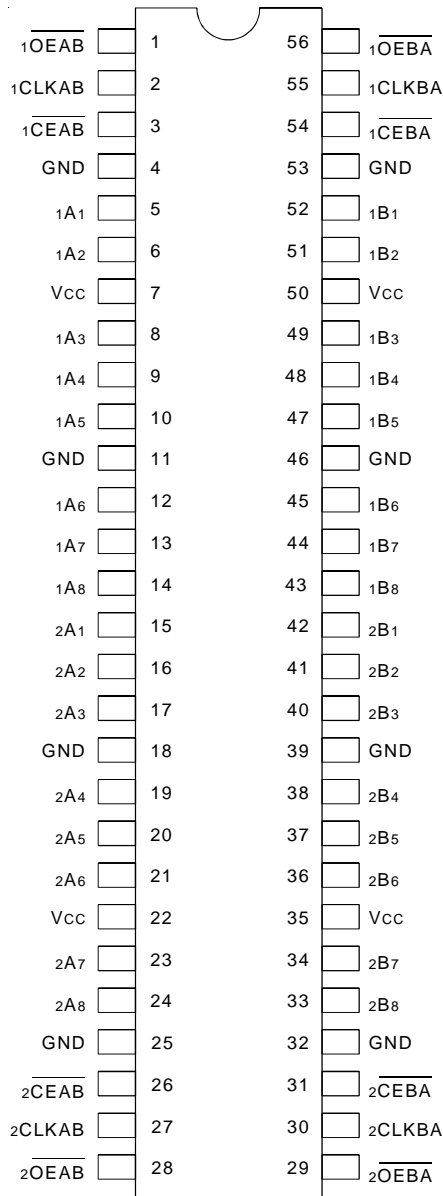 1OEAB 1 56 1OEBA
1CLKAB 2 55 1CLKBA
1CEAB 3 54 1CEBA
GND 4 53 GND
1A1 5 52 1B1
1A2 6 51 1B2
VCC 7 50 VCC
1A3 8 49 1B3
1A4 9 48 1B4
1A5 10 47 1B5
GND 11 46 GND
1A6 12 45 1B6
1A7 13 44 1B7
1A8 14 43 1B8
2A1 15 42 2B1
2A2 16 41 2B2
2A3 17 40 2B3
GND 18 39 GND
2A4 19 38 2B4
2A5 20 37 2B5
2A6 21 36 2B6
VCC 22 35 VCC
2A7 23 34 2B7
2A8 24 33 2B8
GND 25 32 GND
2CEAB 26 31 2CEBA
2CLKAB 27 30 2CLKBA
2OEAB 28 29 2OEBA